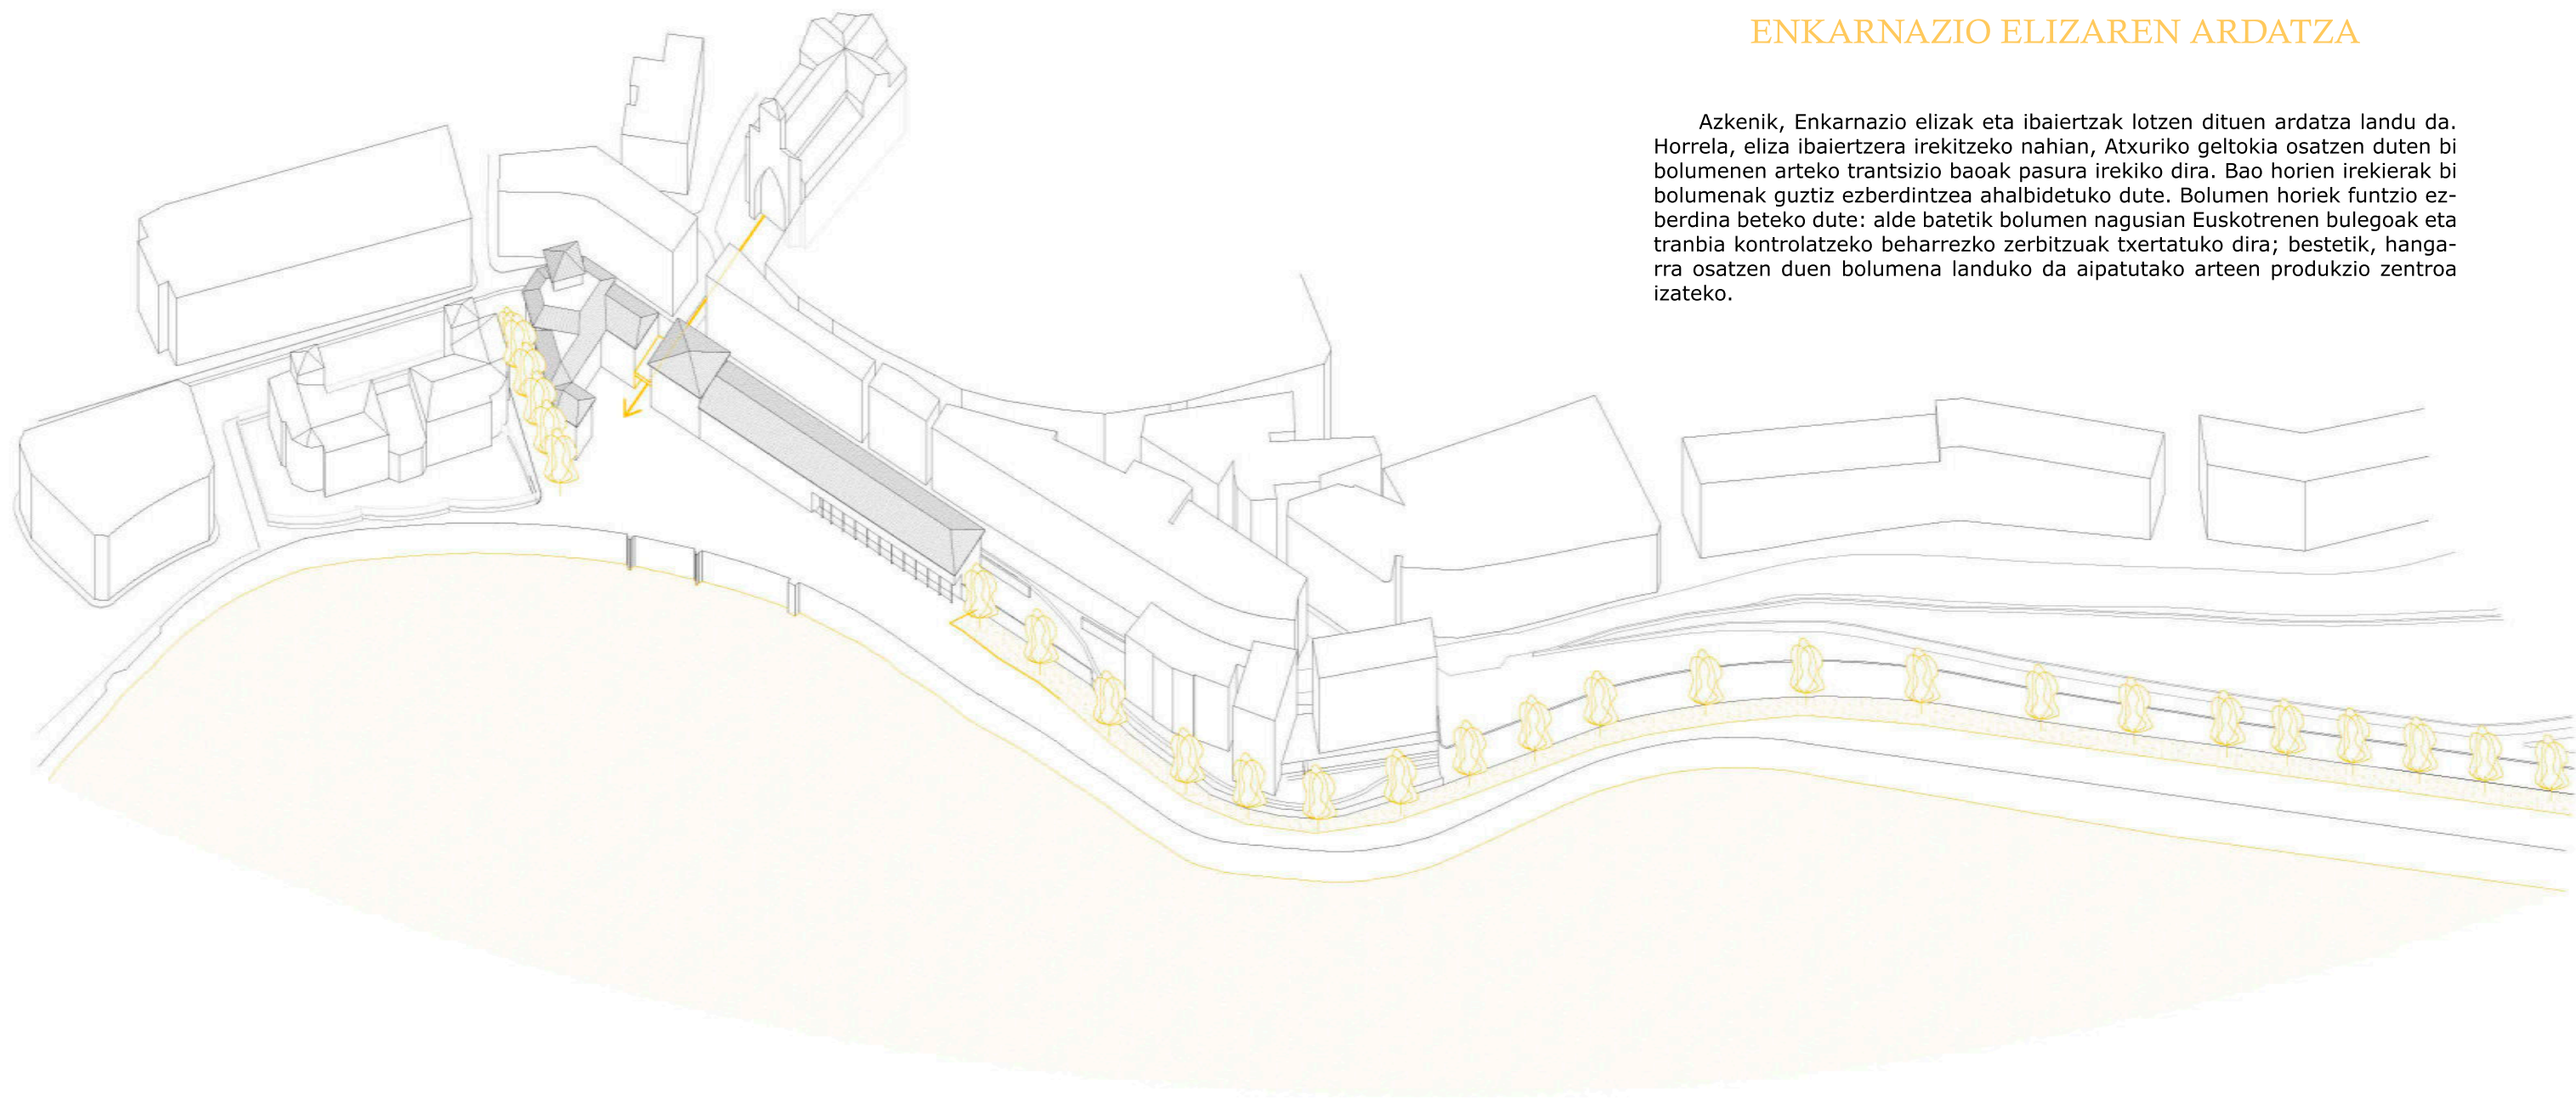 ENKARNAZIO ELIZAREN ARDATZA
Azkenik, Enkarnazio elizak eta ibaiertzak lotzen dituen ardatza landu da.
Horrela, eliza ibaiertzera irekitzeko nahian, Atxuriko geltokia osatzen duten bi
bolumenen arteko trantsizio baoak pasura irekiko dira. Bao horien irekierak bi
bolumenak guztiz ezberdintzea ahalbidetuko dute. Bolumen horiek funtzio ez-
berdina beteko dute: alde batetik bolumen nagusian Euskotrenen bulegoak eta
tranbia kontrolatzeko beharrezko zerbitzuak txertatuko dira; bestetik, hanga-
rra osatzen duen bolumena landuko da aipatutako arteen produkzio zentroa
izateko.